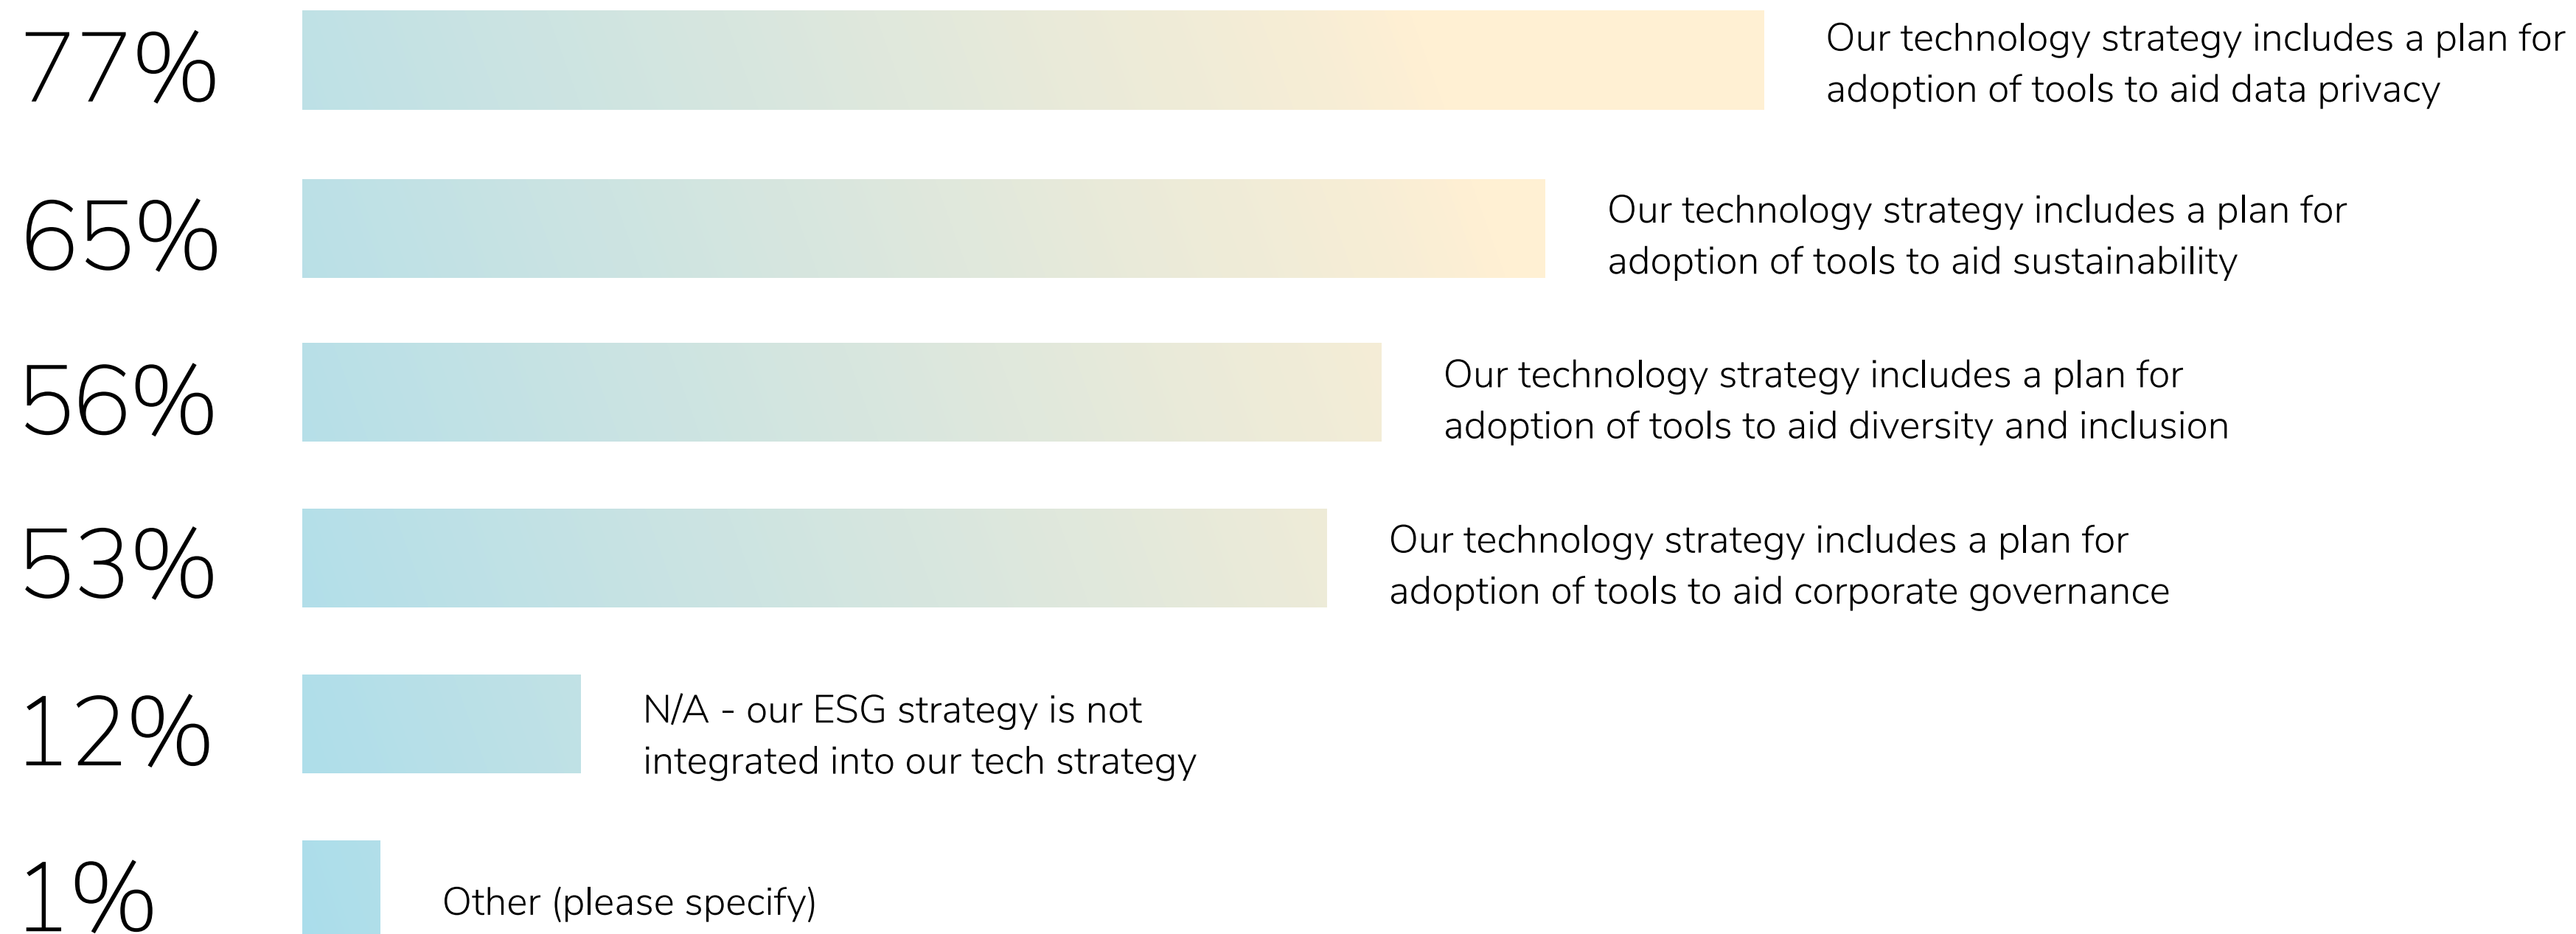 77%
Our technology strategy includes a plan for
adoption of tools to aid data privacy
65%
Our technology strategy includes a plan for
adoption of tools to aid sustainability
56%
Our technology strategy includes a plan for
adoption of tools to aid diversity and inclusion
53%
Our technology strategy includes a plan for
adoption of tools to aid corporate governance
12%
N/A - our ESG strategy is not
integrated into our tech strategy
1%
Other (please specify)